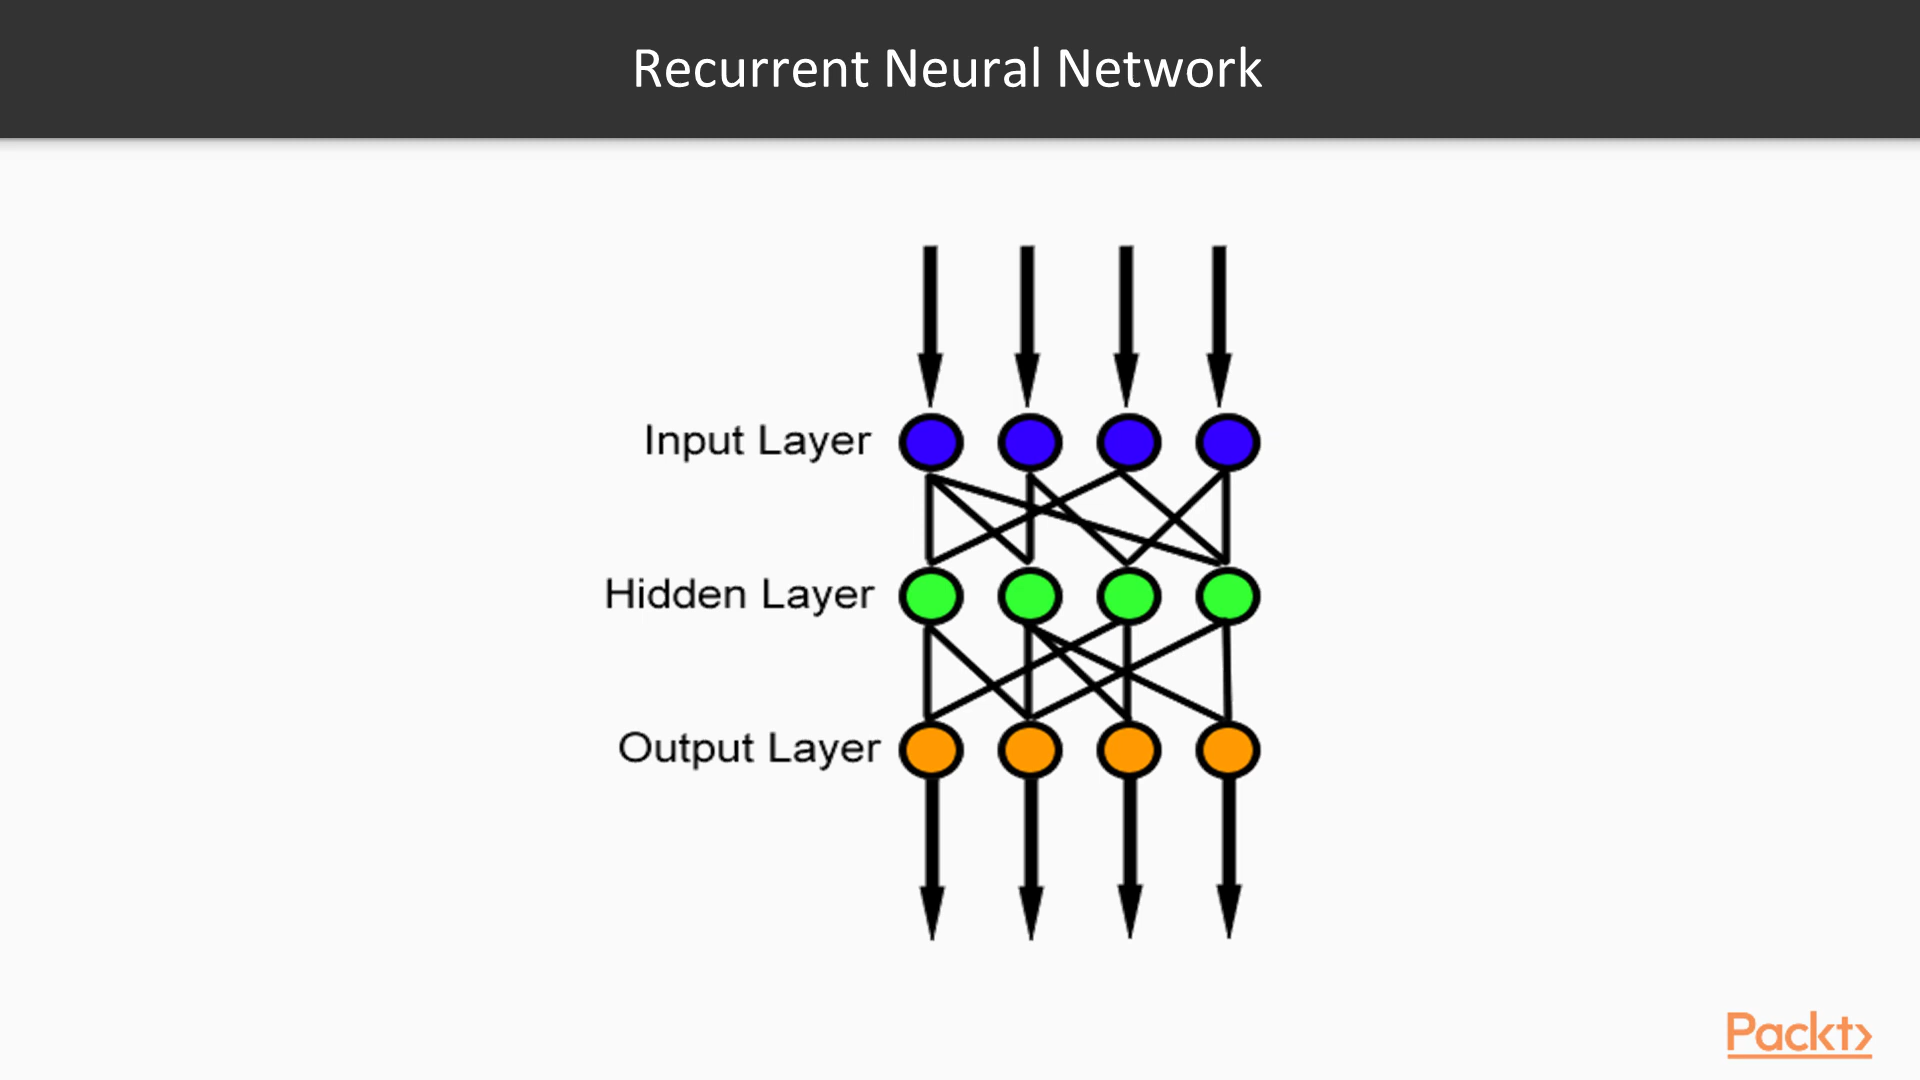 Recurrent Neural Network
Input Layer
Hidden Layer
Output Layer
Packt>